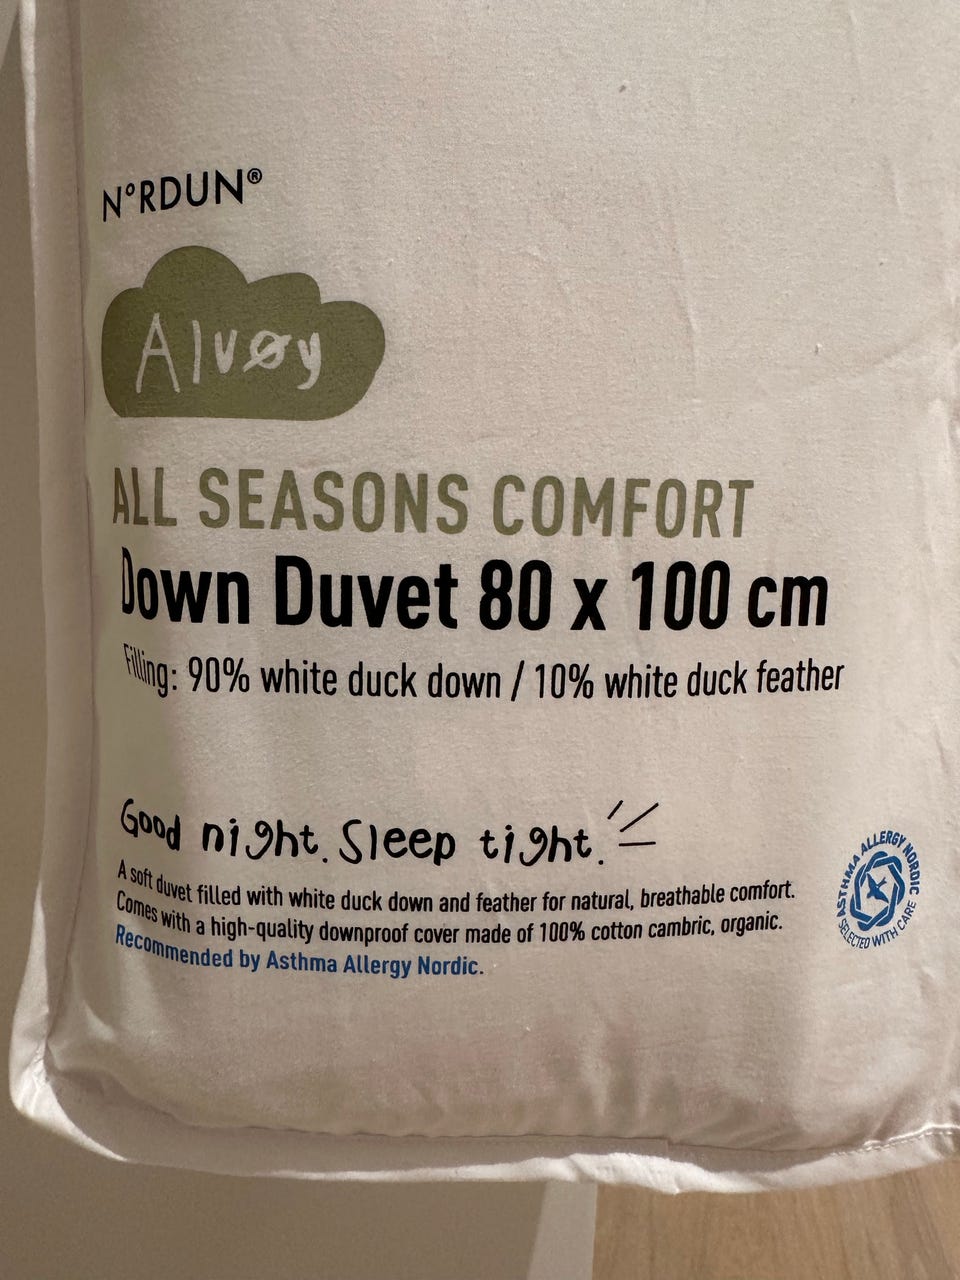 N°RDUN®
Alvøy
ALL SEASONS COMFORT
Down Duvet 80 x 100 cm
Filling: 90% white duck down / 10% white duck feather
Good night. Sleep tight.
A soft duvet filled with white duck down and feather for natural, breathable comfort.
Comes with a high-quality downproof cover made of 100% cotton cambric, organic.
Recommended by Asthma Allergy Nordic.
ASTHMA ALLERGY NORDIC
SELECTED WITH CARE